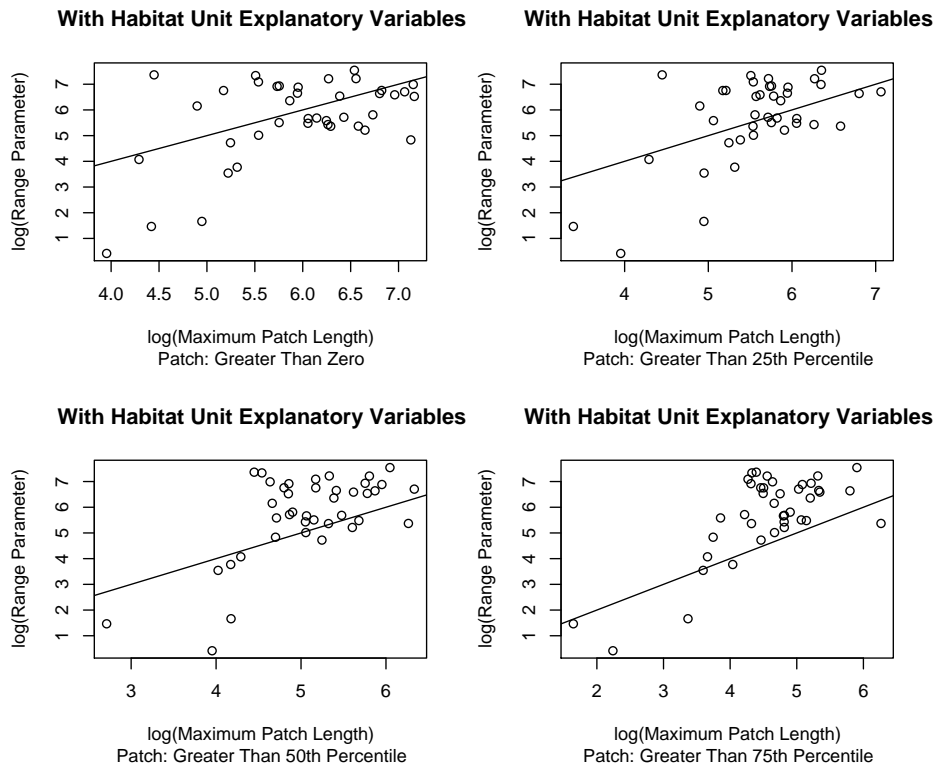 With Habitat Unit Explanatory Variables
log(Range Parameter)
7
6
5
4
3
2
1
4.0 4.5 5.0 5.5 6.0 6.5 7.0
log(Maximum Patch Length)
Patch: Greater Than Zero
With Habitat Unit Explanatory Variables
log(Range Parameter)
7
6
5
4
3
2
1
4 5 6 7
log(Maximum Patch Length)
Patch: Greater Than 25th Percentile
With Habitat Unit Explanatory Variables
log(Range Parameter)
7
6
5
4
3
2
1
3 4 5 6
log(Maximum Patch Length)
Patch: Greater Than 50th Percentile
With Habitat Unit Explanatory Variables
log(Range Parameter)
7
6
5
4
3
2
1
2 3 4 5 6
log(Maximum Patch Length)
Patch: Greater Than 75th Percentile